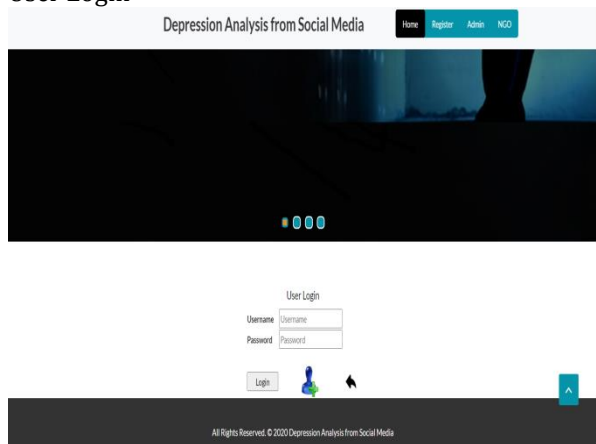 User Login
Depression Analysis from Social Media Home Register Admin NGO
User Login
Username Username
Password Password
Login
All Rights Reserved. © 2020 Depression Analysis from Social Media